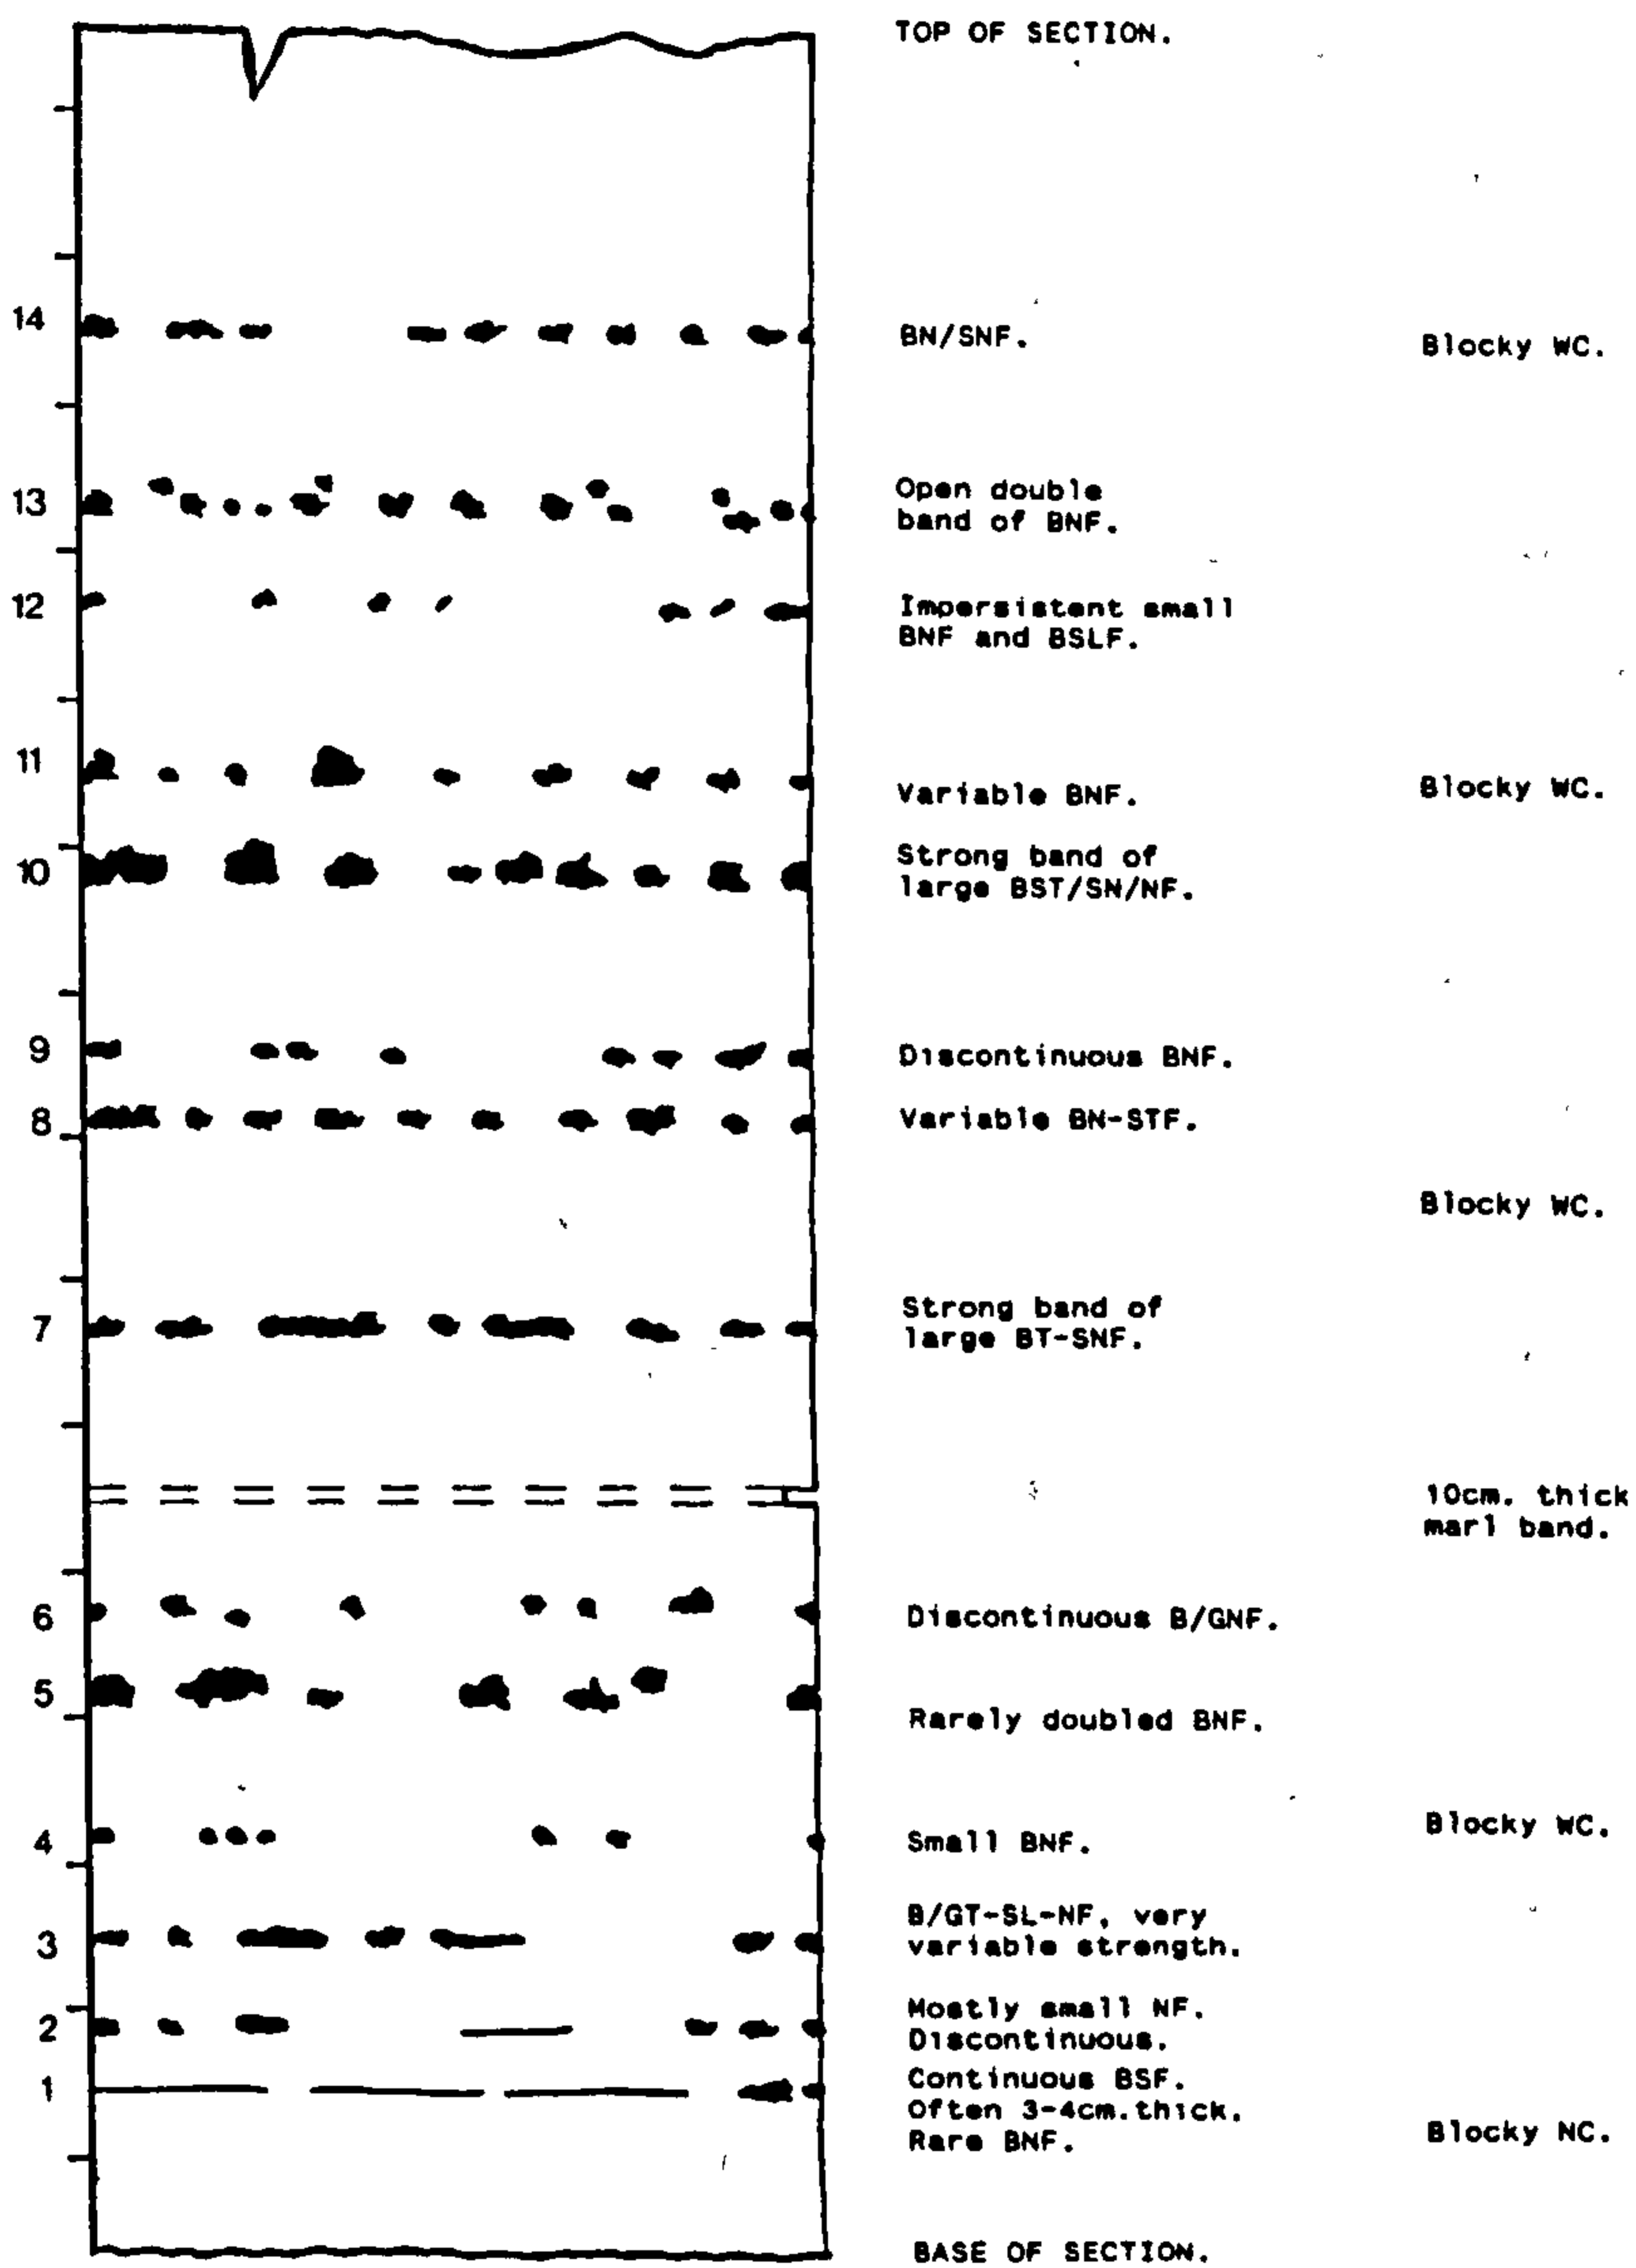 TOP OF SECTION.
14
BN/SNF.
Blocky WC.
13
Open double
band of BNF.
12
Impersistent small
BNF and BSLF.
11
Variable BNF.
Blocky WC.
10
Strong band of
large BST/SN/NF.
9
Discontinuous BNF.
8
Variable BN-STF.
Blocky WC.
7
Strong band of
large BT-SNF.
10cm. thick
marl band.
6
Discontinuous B/GNF.
5
Rarely doubled BNF.
4
Small BNF.
Blocky WC.
3
B/GT-SL-NF, very
variable strength.
2
Mostly small NF.
Discontinuous.
1
Continuous BSF.
Often 3-4cm.thick.
Rare BNF.
Blocky NC.
BASE OF SECTION.